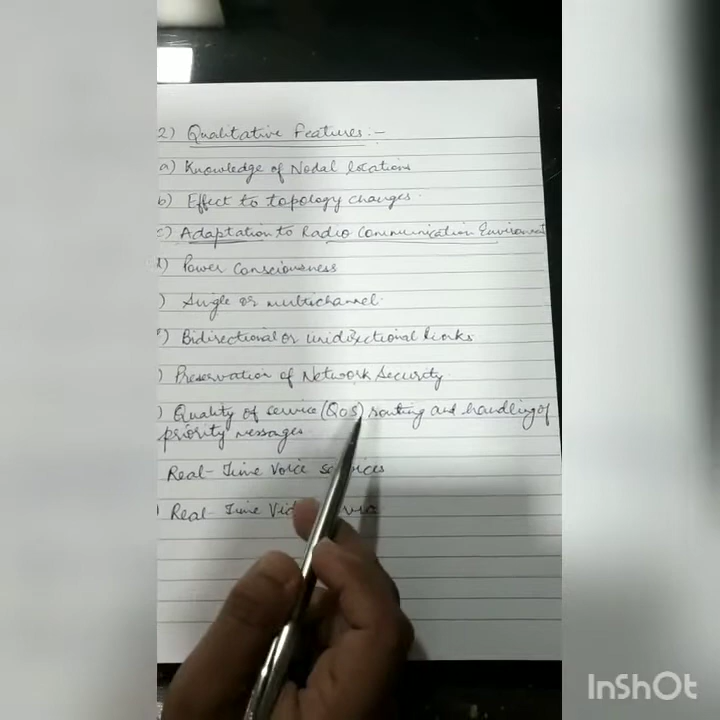 2) Qualitative Features:-
a) Knowledge of Nodal locations
b) Effect to topology changes.
c) Adaptation to Radio Communication Environment
d) Power Consciousness
) Single or multichannel.
f) Bidirectional or unidirectional Links
) Preservation of Network Security
) Quality of service (QoS) routing and handling of
priority messages.
Real-Time Voice services
) Real Time
InShOt